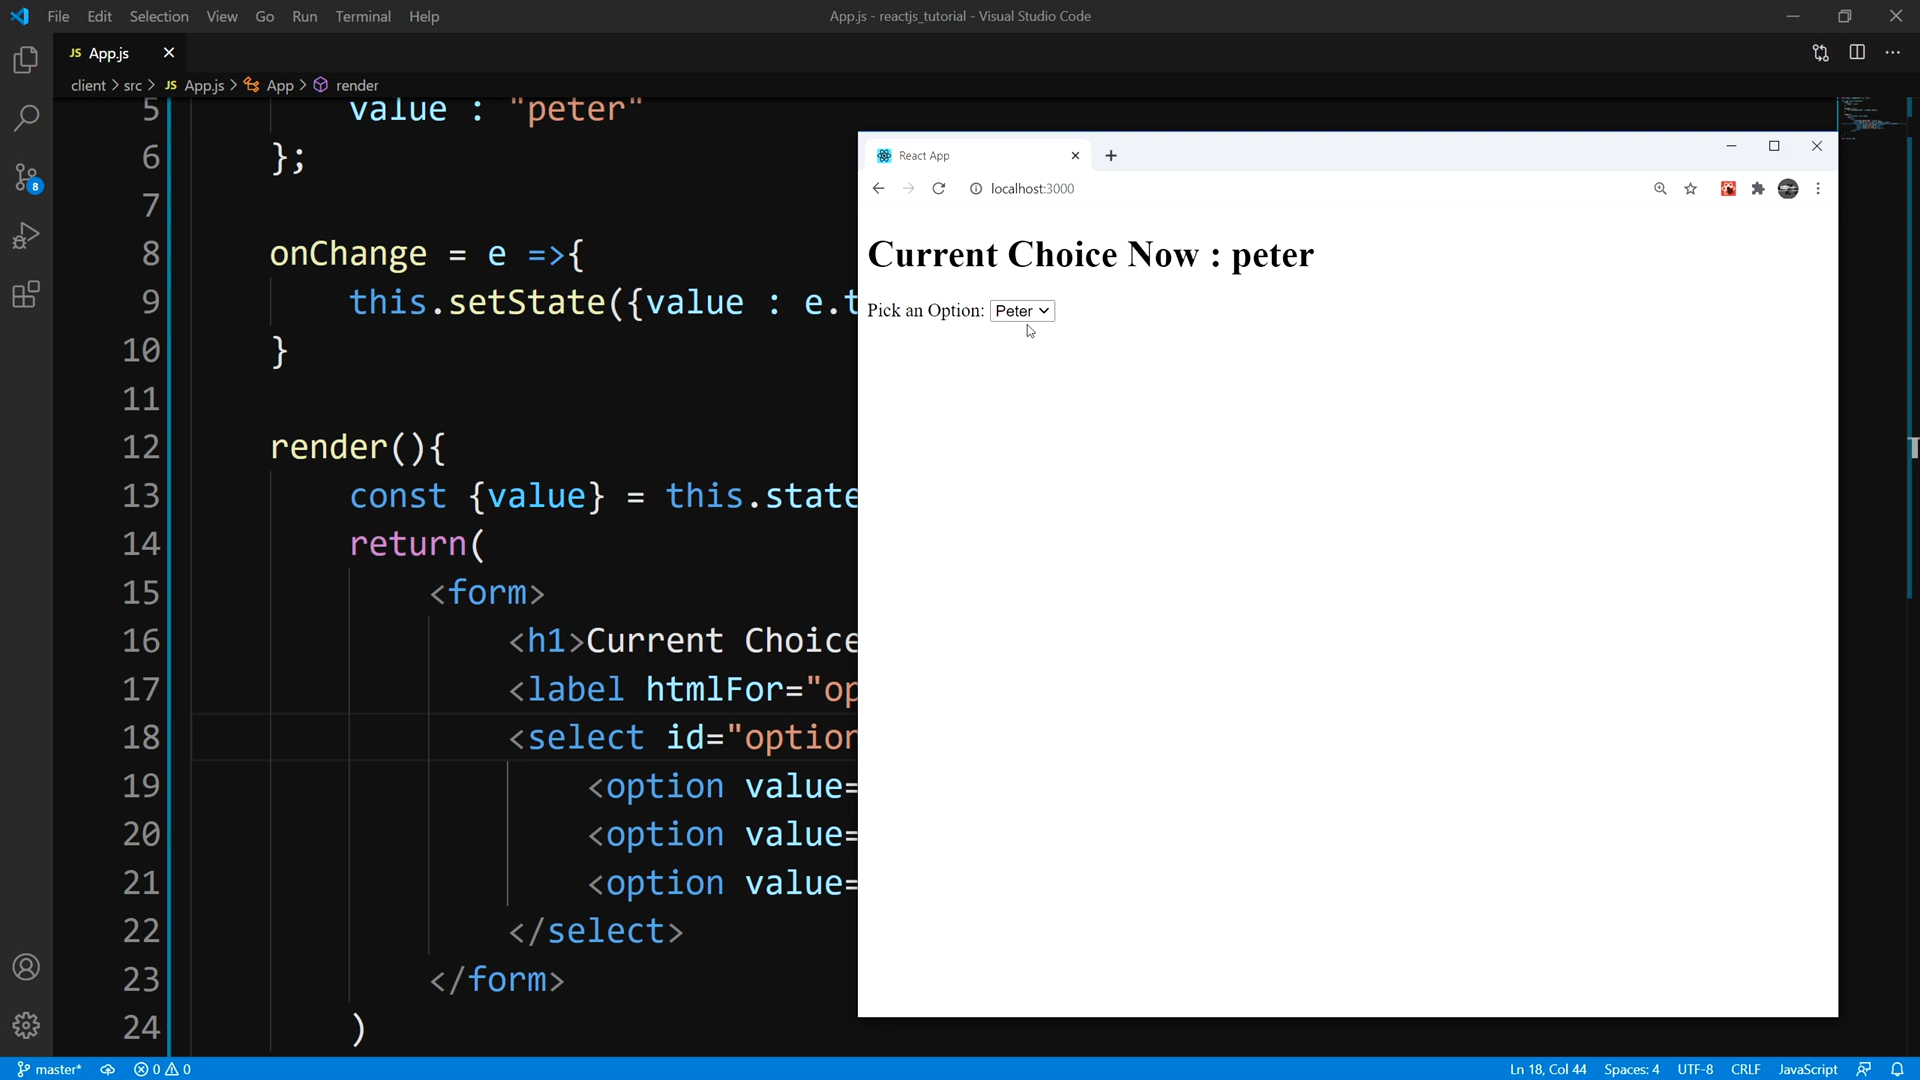 File Edit Selection View Go Run Terminal Help
App.js - reactjs_tutorial - Visual Studio Code
JS App.js
client > src > JS App.js > App > render
5 value : "peter"
6 };
7
8 onChange = e =>{
9 this.setState({value : e.t
10 }
11
12 render(){
13 const {value} = this.state
14 return(
15 <form>
16 <h1>Current Choice
17 <label htmlFor="op
18 <select id="option
19 <option value=
20 <option value=
21 <option value=
22 </select>
23 </form>
24 )
React App
localhost:3000
Current Choice Now : peter
Pick an Option: Peter
8
master* 0 0
Ln 18, Col 44 Spaces: 4 UTF-8 CRLF JavaScript